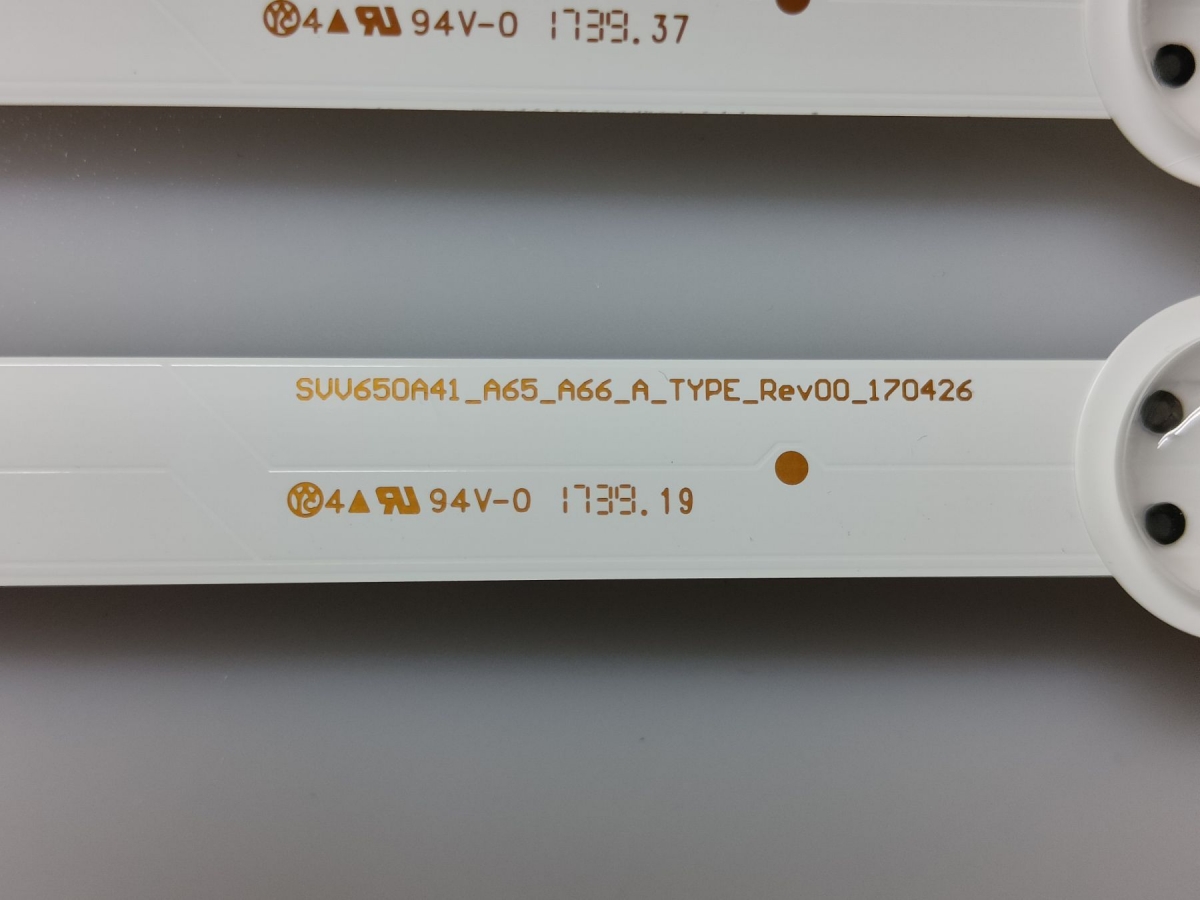 4▲ 94V-0 1739.37
SVV650A41_A65_A66_A_TYPE_Rev00_170426
4▲ 94V-0 1739.19